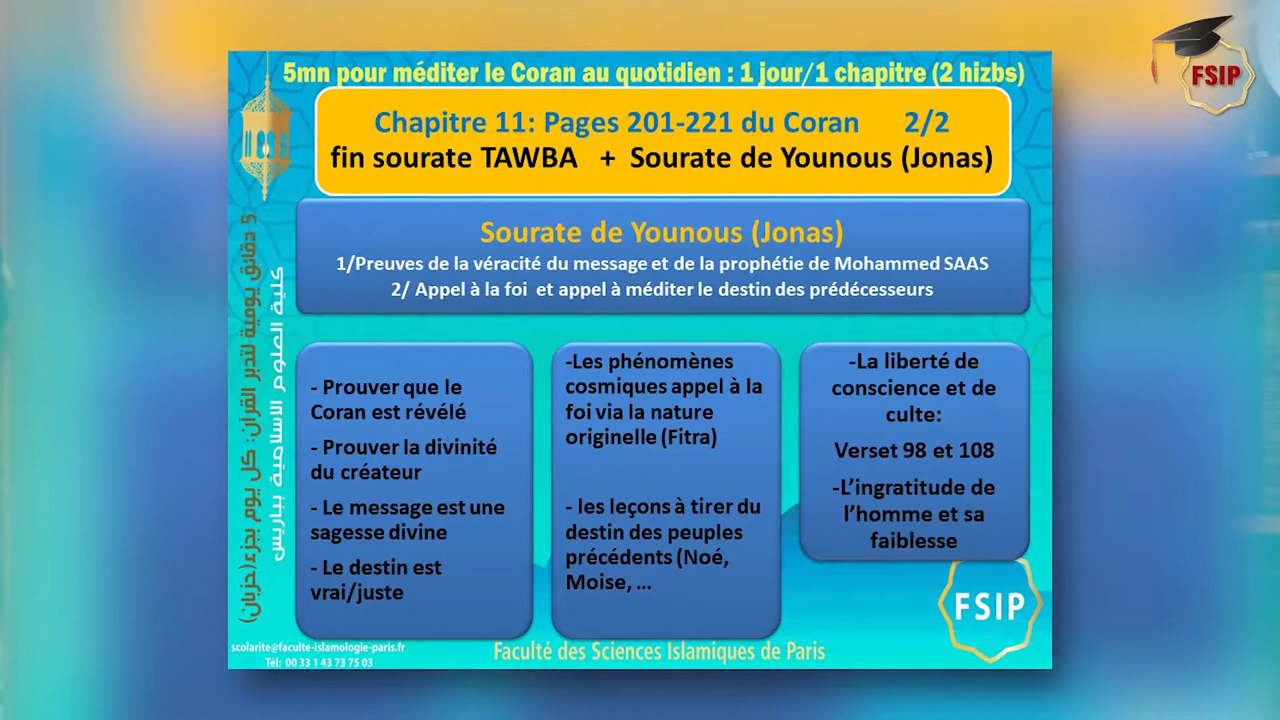 FSIP
5mn pour méditer le Coran au quotidien : 1 jour/1 chapitre (2 hizbs)
Chapitre 11: Pages 201-221 du Coran 2/2
fin sourate TAWBA + Sourate de Younous (Jonas)
Sourate de Younous (Jonas)
1/Preuves de la véracité du message et de la prophétie de Mohammed SAAS
2/ Appel à la foi et appel à méditer le destin des prédécesseurs
5 دقائق يومية لتدبر القرآن: كل يوم بجزء(حزبان)
كلية العلوم الاسلامية بباريس
- Prouver que le
Coran est révélé
- Prouver la divinité
du créateur
- Le message est une
sagesse divine
- Le destin est
vrai/juste
-Les phénomènes
cosmiques appel à la
foi via la nature
originelle (Fitra)
- les leçons à tirer du
destin des peuples
précédents (Noé,
Moise, ...
-La liberté de
conscience et de
culte:
Verset 98 et 108
-L’ingratitude de
l’homme et sa
faiblesse
FSIP
scolarite@faculte-islamologie-paris.fr
Tél: 00 33 1 43 73 75 03
Faculté des Sciences Islamiques de Paris